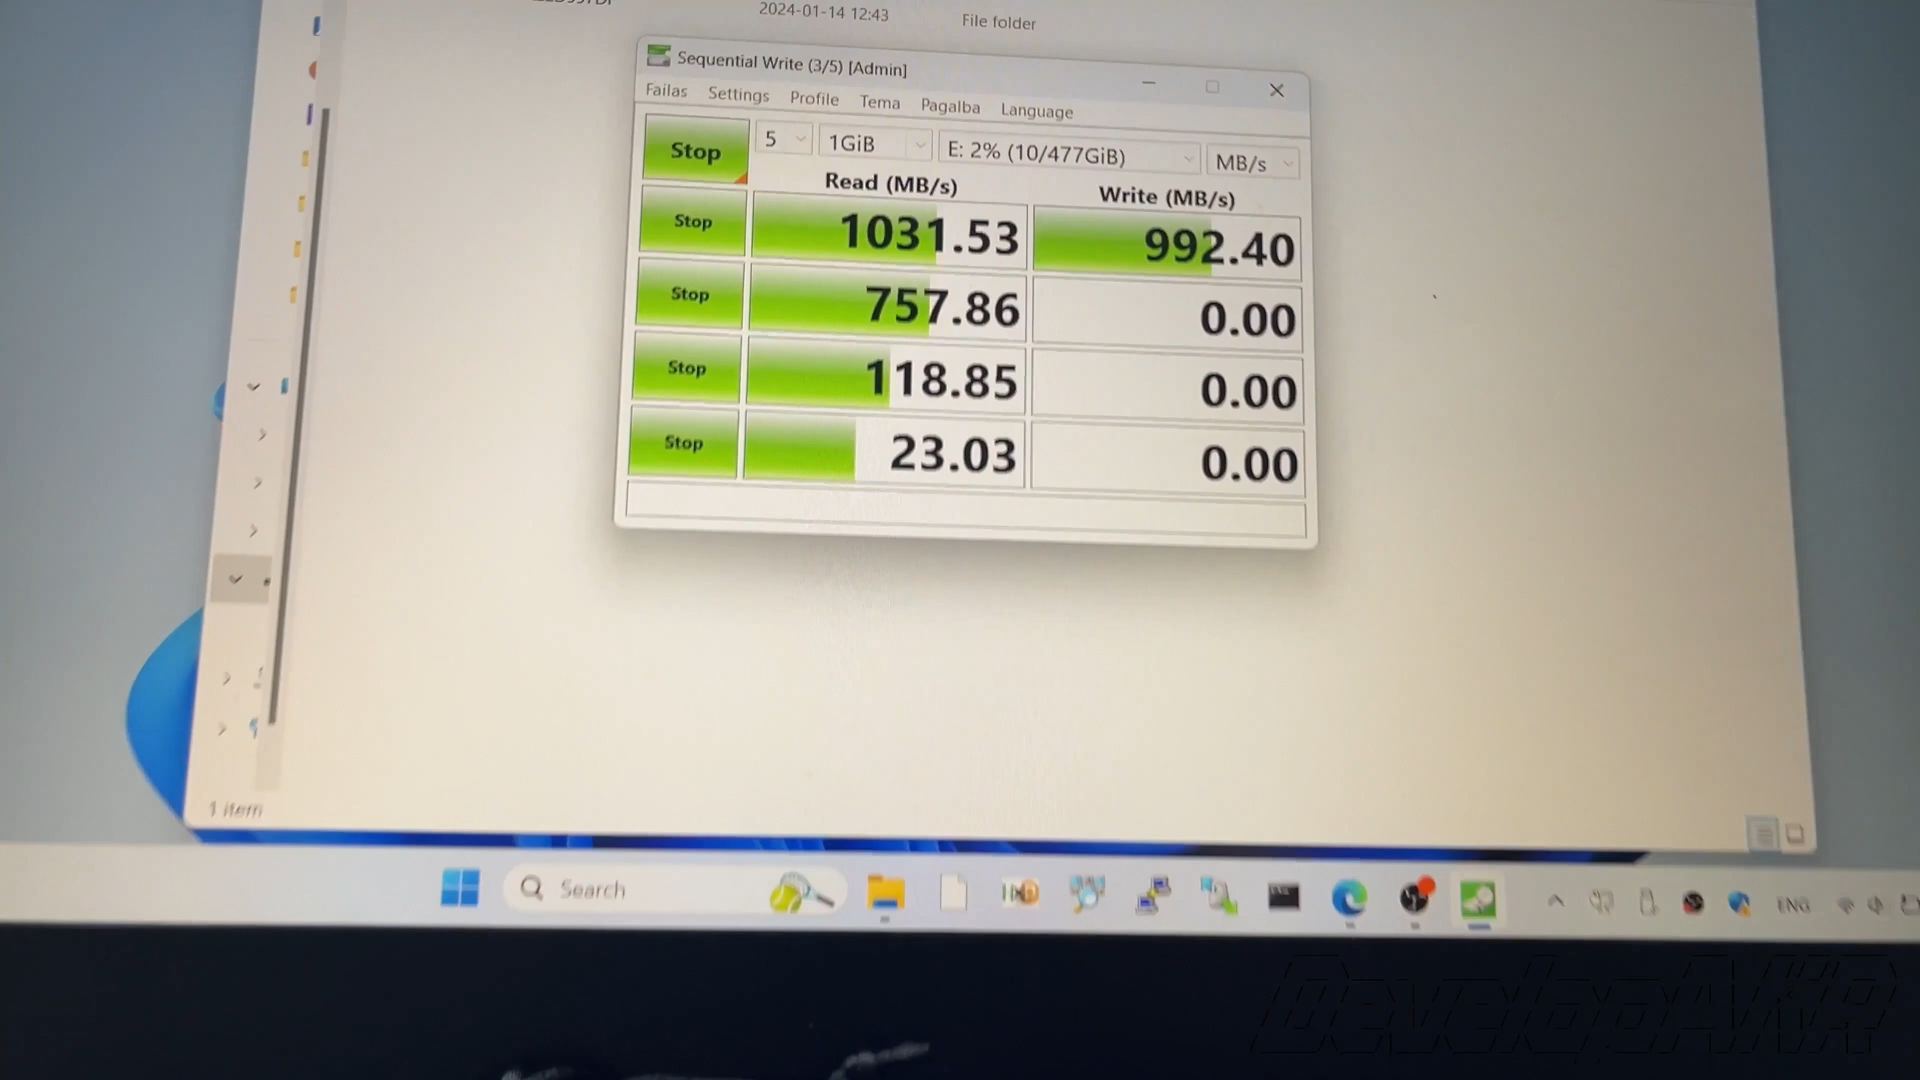 2024-01-14 12:43 File folder
Sequential Write (3/5) [Admin]
Failas Settings Profile Tema Pagalba Language
Stop 5 1GiB E: 2% (10/477GiB) MB/s
Read (MB/s) Write (MB/s)
Stop 1031.53 992.40
Stop 757.86 0.00
Stop 118.85 0.00
Stop 23.03 0.00
1 item
Search
ENG
DevelopAKR